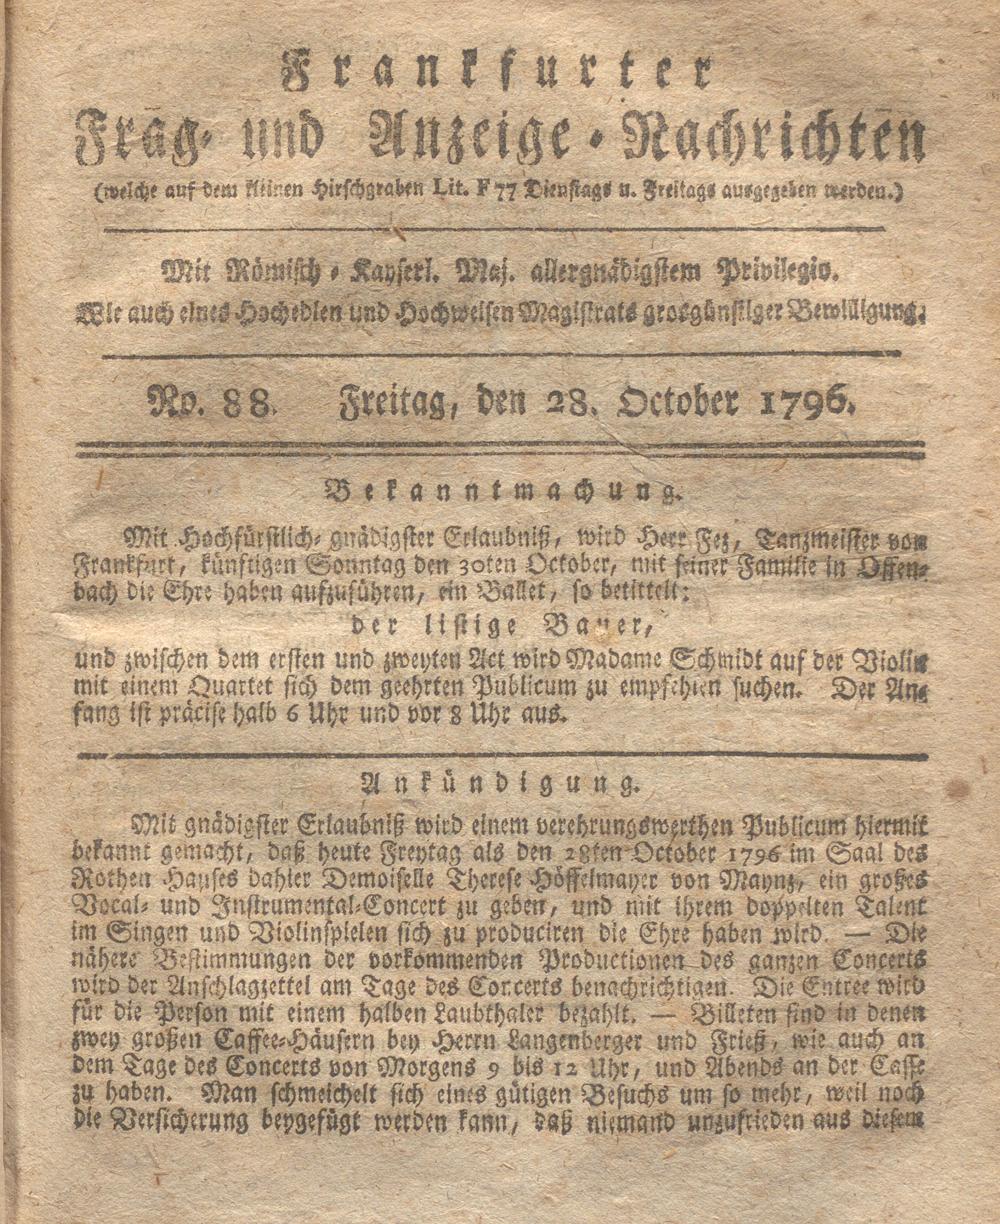 Frankfurter
Frag- und Anzeige-Nachrichten
(welche auf dem kleinen Hirschgraben Lit. F 77 Dienstags u. Freitags ausgegeben werden.)
Mit Römisch-Kayserl. Maj. allergnädigstem Privilegio.
Wie auch eines Hochedlen und Hochweisen Magistrats grosgünstiger Bewilligung.
No. 88. Freitag, den 28. October 1796.
Bekanntmachung.
Mit Hochfürstlich-gnädigster Erlaubniß, wird Herr Fez, Tanzmeister von
Frankfurt, künftigen Sonntag den 30ten October, mit seiner Familie in Offen-
bach die Ehre haben aufzuführen, ein Ballet, so betittelt:
der listige Bauer,
und zwischen dem ersten und zweyten Act wird Madame Schmidt auf der Violin
mit einem Quartet sich dem geehrten Publicum zu empfehlen suchen. Der An-
fang ist präcise halb 6 Uhr und vor 8 Uhr aus.
Ankündigung.
Mit gnädigster Erlaubniß wird einem verehrungswerthen Publicum hiermit
bekannt gemacht, daß heute Freytag als den 28ten October 1796 im Saal des
Rothen Hauses dahier Demoiselle Therese Höffelmayer von Maynz, ein großes
Vocal- und Instrumental-Concert zu geben, und mit ihrem doppelten Talent
im Singen und Violinspielen sich zu produciren die Ehre haben wird. — Die
nähere Bestimmungen der vorkommenden Productionen des ganzen Concerts
wird der Anschlagzettel am Tage des Concerts benachrichtigen. Die Entree wird
für die Person mit einem halben Laubthaler bezahlt. — Billeten sind in denen
zwey großen Caffee-Häusern bey Herrn Langenberger und Frieß, wie auch an
dem Tage des Concerts von Morgens 9 bis 12 Uhr, und Abends an der Casse
zu haben. Man schmeichelt sich eines gütigen Besuchs um so mehr, weil noch
die Versicherung beygefügt werden kann, daß niemand unzufrieden aus diesem